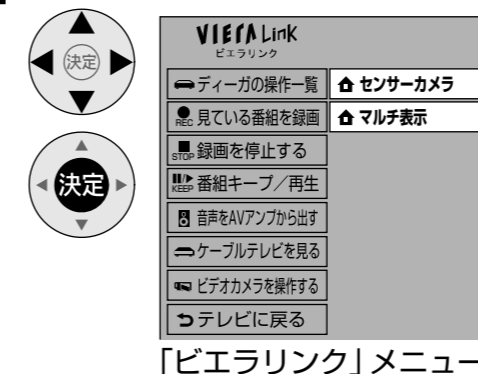 決定
決定
VIERA Link
ビエラリンク
ディーガの操作一覧
REC 見ている番組を録画
STOP 録画を停止する
KEEP 番組キープ／再生
音声をAVアンプから出す
ケーブルテレビを見る
ビデオカメラを操作する
テレビに戻る
センサーカメラ
マルチ表示
「ビエラリンク」メニュー